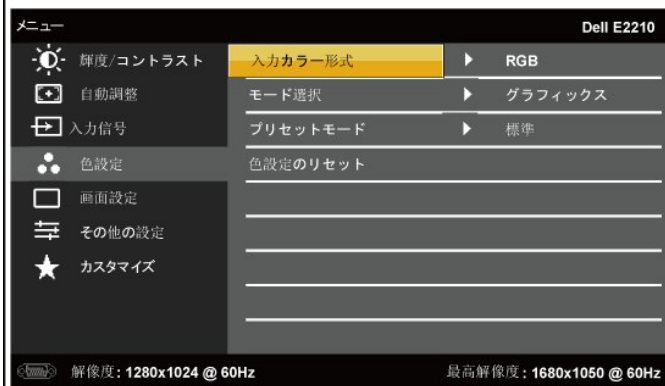 メニュー Dell E2210
輝度/コントラスト 入力カラー形式 RGB
自動調整 モード選択 グラフィックス
入力信号 プリセットモード 標準
色設定 色設定のリセット
画面設定
その他の設定
カスタマイズ
解像度: 1280x1024 @ 60Hz 最高解像度: 1680x1050 @ 60Hz